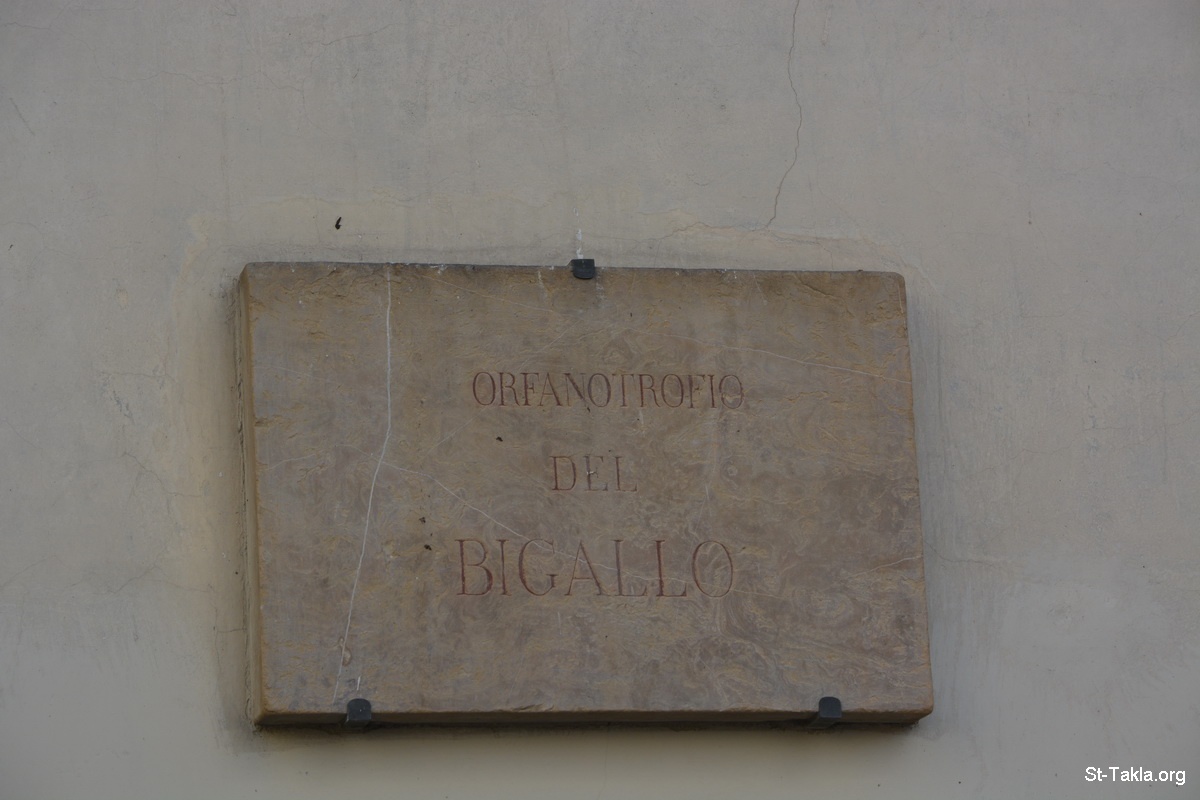 ORFANOTROFIO
DEL
BIGALLO
St-Takla.org